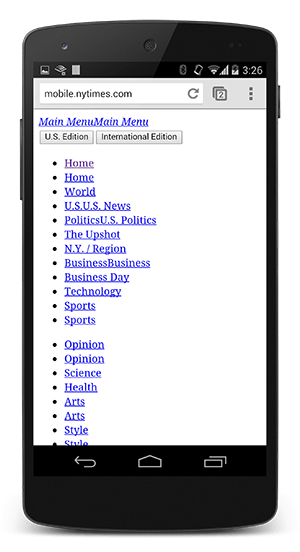 3:26
mobile.nytimes.com
2
Main MenuMain Menu
U.S. Edition International Edition
Home
Home
World
U.S.U.S. News
PoliticsU.S. Politics
The Upshot
N.Y. / Region
BusinessBusiness
Business Day
Technology
Sports
Sports
Opinion
Opinion
Science
Health
Arts
Arts
Style
Style